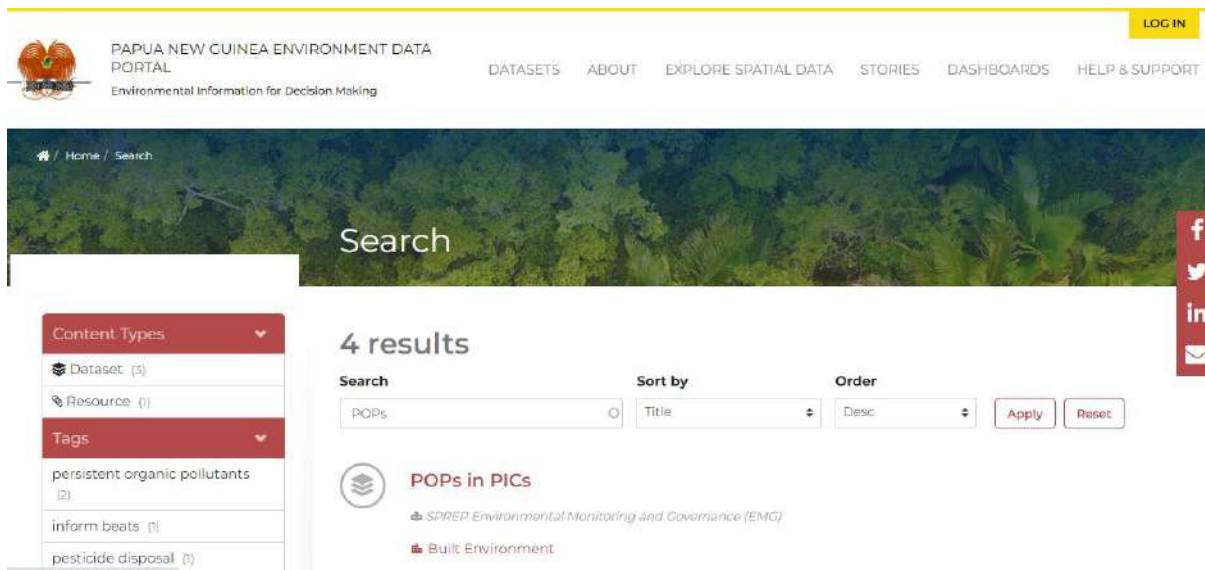 LOG IN
PAPUA NEW GUINEA ENVIRONMENT DATA
PORTAL
Environmental Information for Decision Making
DATASETS ABOUT EXPLORE SPATIAL DATA STORIES DASHBOARDS HELP & SUPPORT
/ Home / Search
Search
Content Types
Dataset (3)
Resource (1)
Tags
persistent organic pollutants
(2)
inform beats (1)
pesticide disposal (1)
4 results
Search Sort by Order
POPs Title Desc Apply Reset
POPs in PICs
SPREP Environmental Monitoring and Governance (EMG)
Built Environment